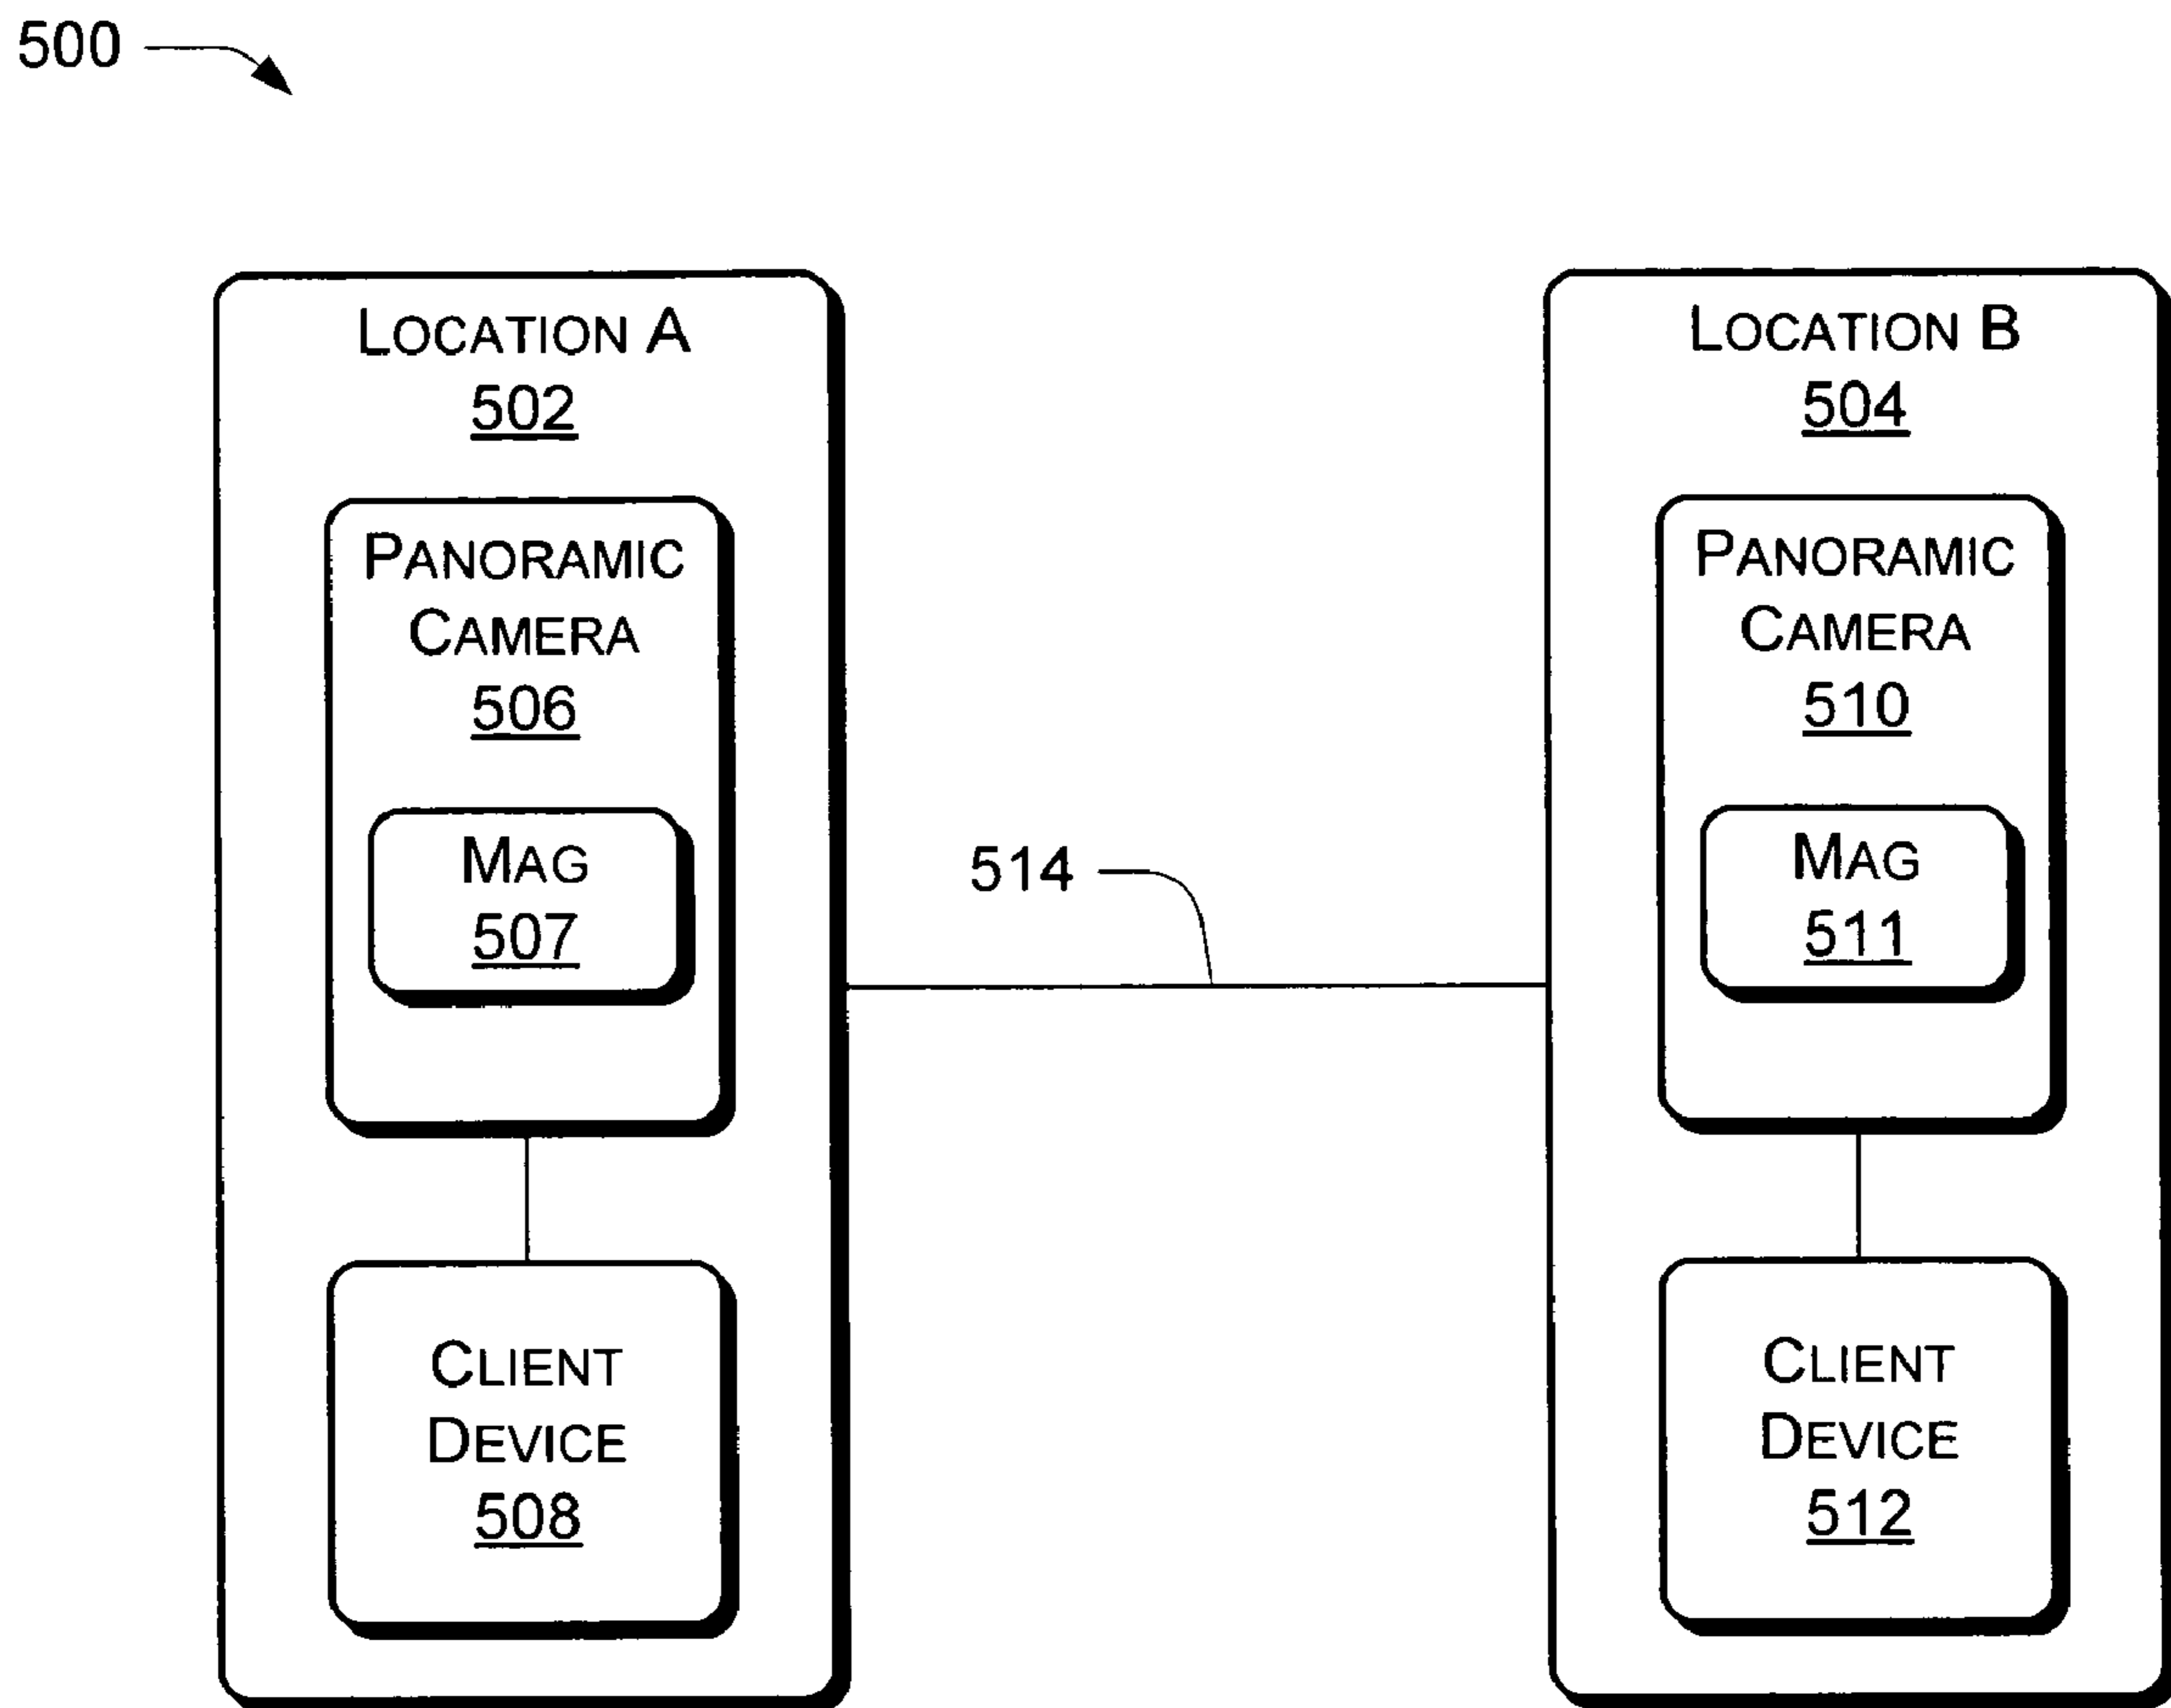 500
LOCATION A
502
PANORAMIC
CAMERA
506
MAG
507
CLIENT
DEVICE
508
514
LOCATION B
504
PANORAMIC
CAMERA
510
MAG
511
CLIENT
DEVICE
512